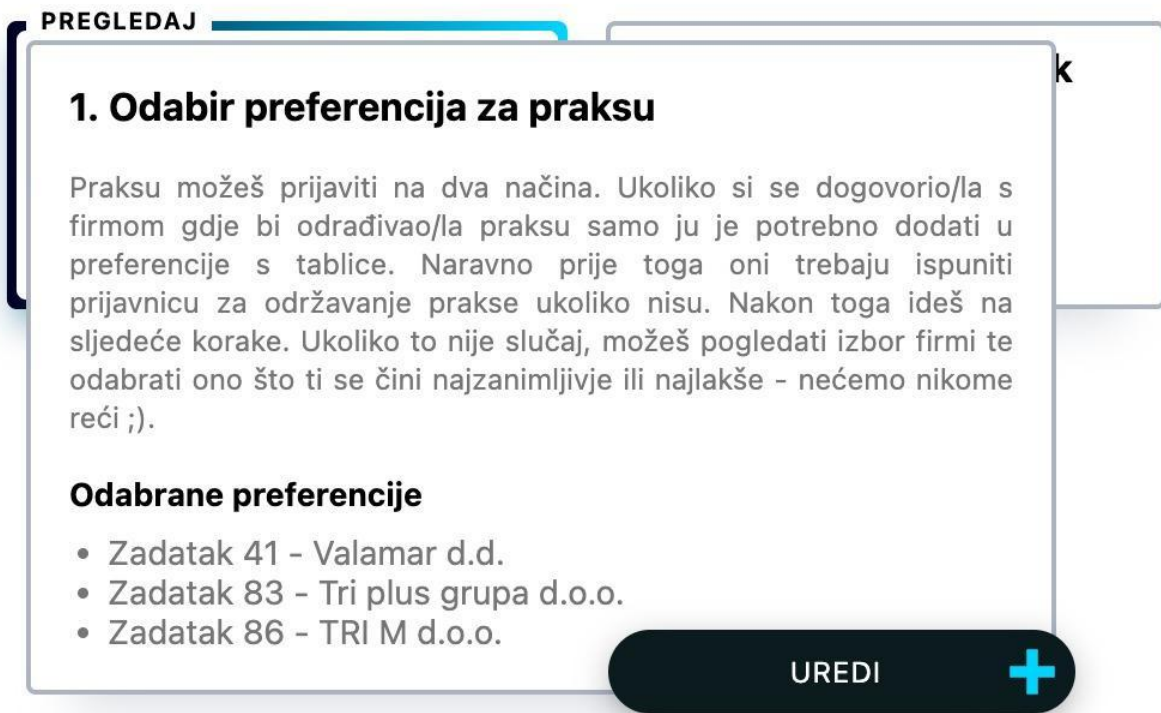 PREGLEDAJ
k
1. Odabir preferencija za praksu
Praksu možeš prijaviti na dva načina. Ukoliko si se dogovorio/la s
firmom gdje bi odrađivao/la praksu samo ju je potrebno dodati u
preferencije s tablice. Naravno prije toga oni trebaju ispuniti
prijavnicu za održavanje prakse ukoliko nisu. Nakon toga ideš na
sljedeće korake. Ukoliko to nije slučaj, možeš pogledati izbor firmi te
odabrati ono što ti se čini najzanimljivje ili najlakše - nećemo nikome
reći ;).
Odabrane preferencije
• Zadatak 41 - Valamar d.d.
• Zadatak 83 - Tri plus grupa d.o.o.
• Zadatak 86 - TRI M d.o.o.
UREDI